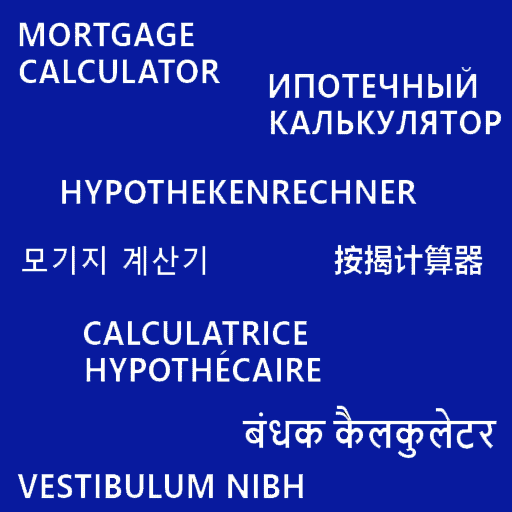 MORTGAGE
CALCULATOR
ИПОТЕЧНЫЙ
КАЛЬКУЛЯТОР
HYPOTHEKENRECHNER
모기지 계산기
按揭计算器
CALCULATRICE
HYPOTHÉCAIRE
बंधक कैलकुलेटर
VESTIBULUM NIBH